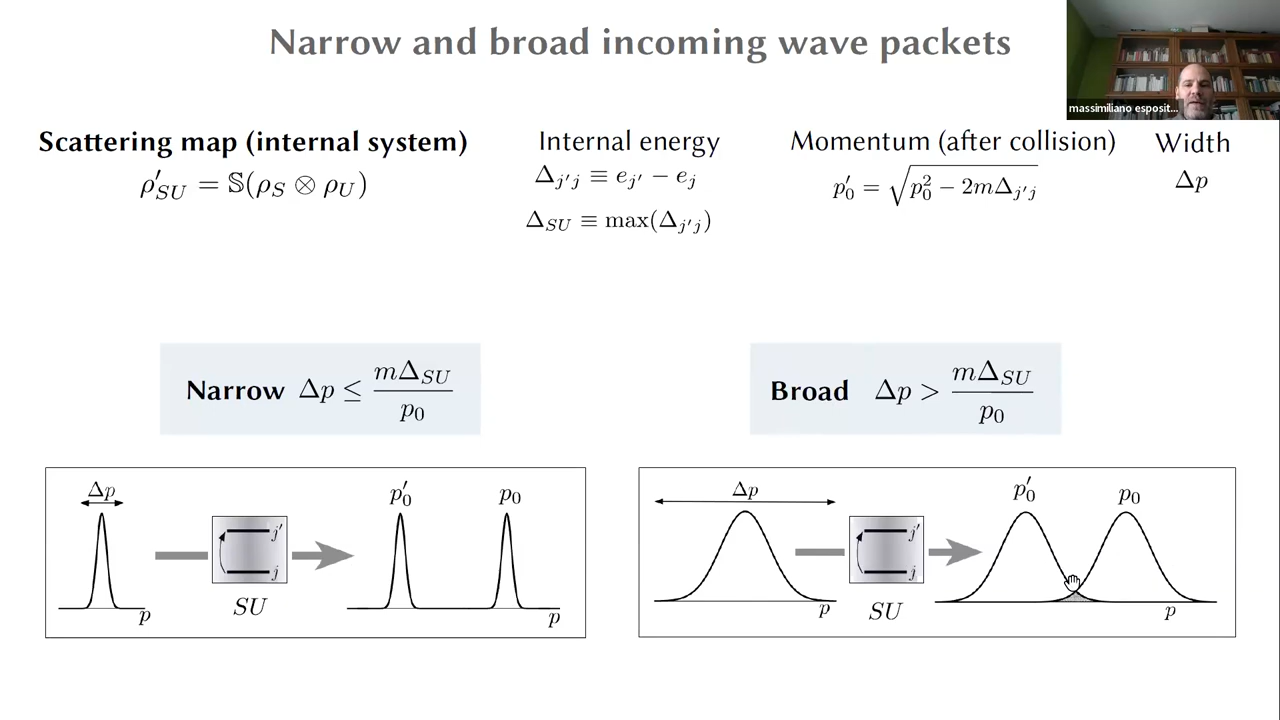 Narrow and broad incoming wave packets
massimiliano esposit...
Scattering map (internal system)
ρ′_SU = 𝕊(ρ_S ⊗ ρ_U)
Internal energy
Δ_j′j ≡ e_j′ − e_j
Δ_SU ≡ max(Δ_j′j)
Momentum (after collision)
p′_0 = √(p_0^2 − 2mΔ_j′j)
Width
Δp
Narrow Δp ≤ mΔ_SU / p_0
Broad Δp > mΔ_SU / p_0
Δp
p
j′
j
SU
p′_0
p_0
p
Δp
p
j′
j
SU
p′_0
p_0
p